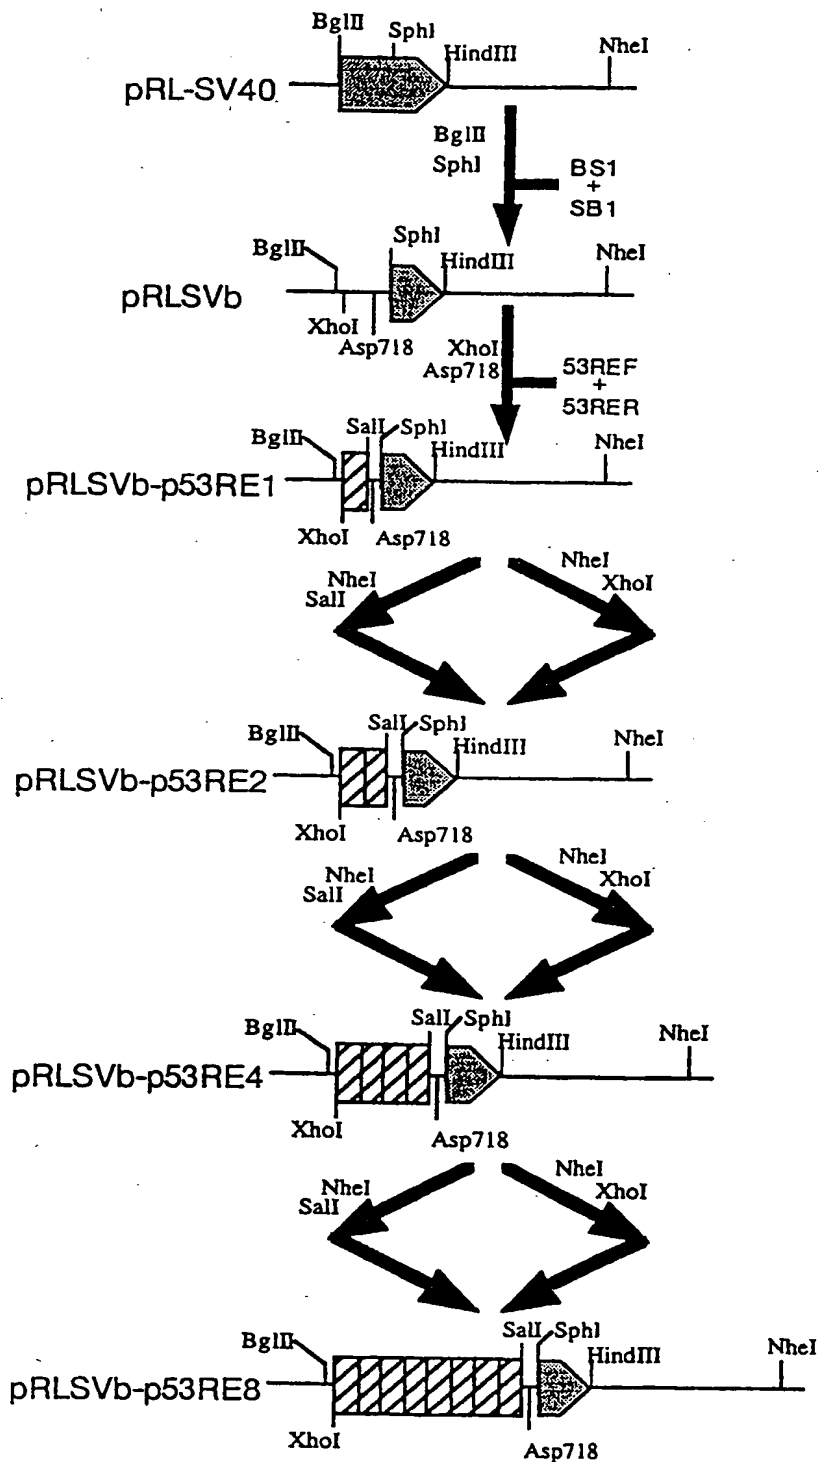 BglII
SphI
HindIII
NheI
pRL-SV40
BglII
SphI
BS1
+
SB1
SphI
BglII
HindIII
NheI
pRLSVb
XhoI
Asp718
XhoI
Asp718
53REF
+
53RER
SalI
SphI
BglII
HindIII
NheI
pRLSVb-p53RE1
XhoI
Asp718
NheI
SalI
NheI
XhoI
SalI
SphI
BglII
HindIII
NheI
pRLSVb-p53RE2
XhoI
Asp718
NheI
SalI
NheI
XhoI
SalI
SphI
BglII
HindIII
NheI
pRLSVb-p53RE4
XhoI
Asp718
NheI
SalI
NheI
XhoI
SalI
SphI
BglII
HindIII
NheI
pRLSVb-p53RE8
XhoI
Asp718